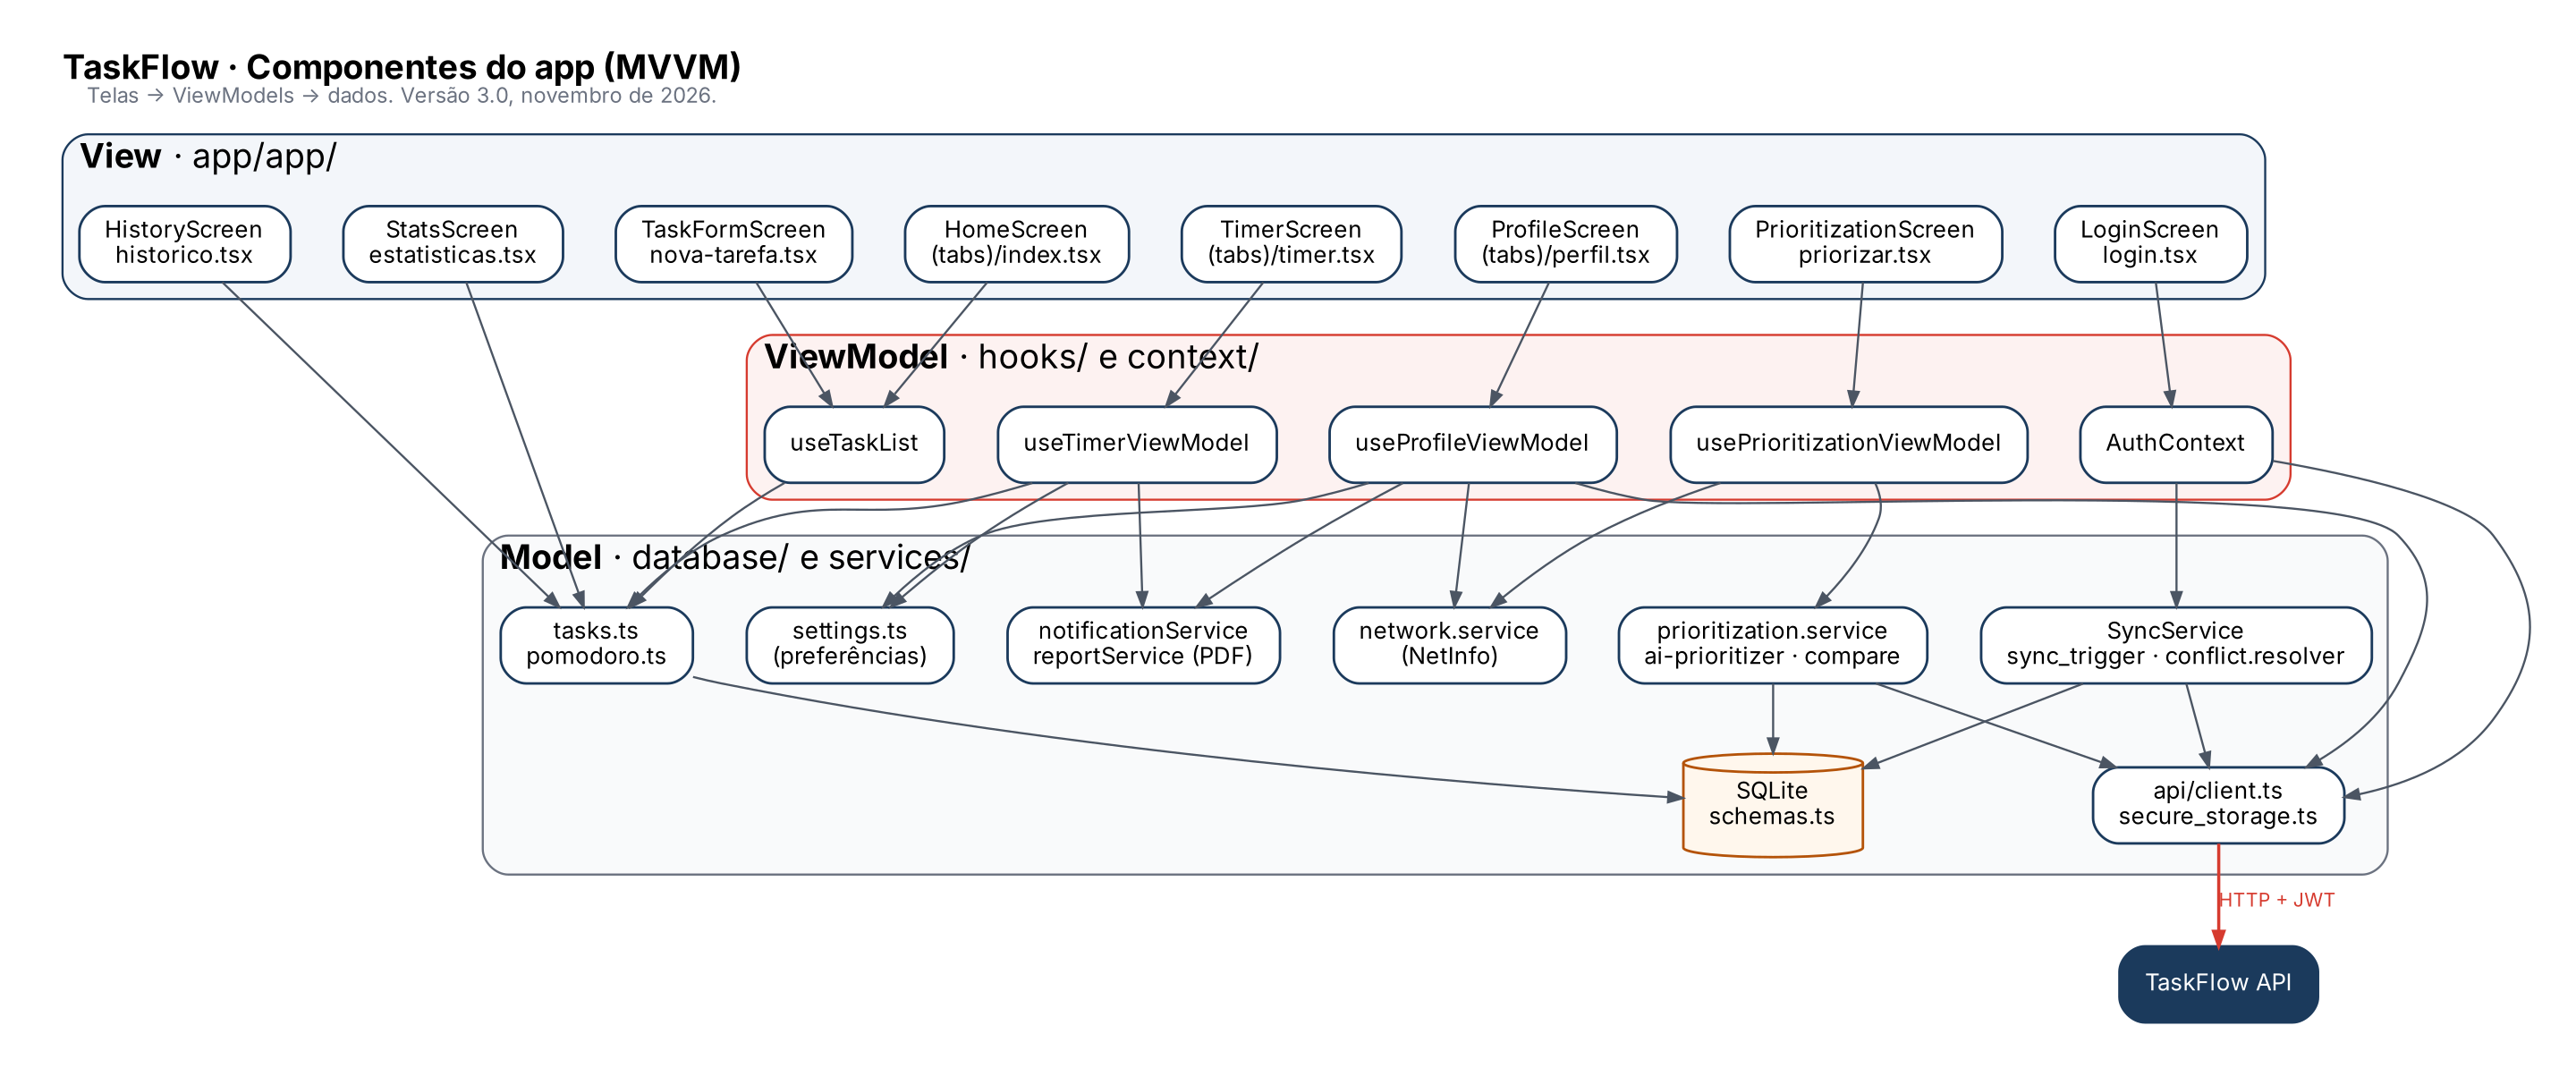 TaskFlow · Componentes do app (MVVM)
Telas → ViewModels → dados. Versão 3.0, novembro de 2026.
View · app/app/
HistoryScreen
historico.tsx
StatsScreen
estatisticas.tsx
TaskFormScreen
nova-tarefa.tsx
HomeScreen
(tabs)/index.tsx
TimerScreen
(tabs)/timer.tsx
ProfileScreen
(tabs)/perfil.tsx
PrioritizationScreen
priorizar.tsx
LoginScreen
login.tsx
ViewModel · hooks/ e context/
useTaskList
useTimerViewModel
useProfileViewModel
usePrioritizationViewModel
AuthContext
Model · database/ e services/
tasks.ts
pomodoro.ts
settings.ts
(preferências)
notificationService
reportService (PDF)
network.service
(NetInfo)
prioritization.service
ai-prioritizer · compare
SyncService
sync_trigger · conflict.resolver
SQLite
schemas.ts
api/client.ts
secure_storage.ts
HTTP + JWT
TaskFlow API